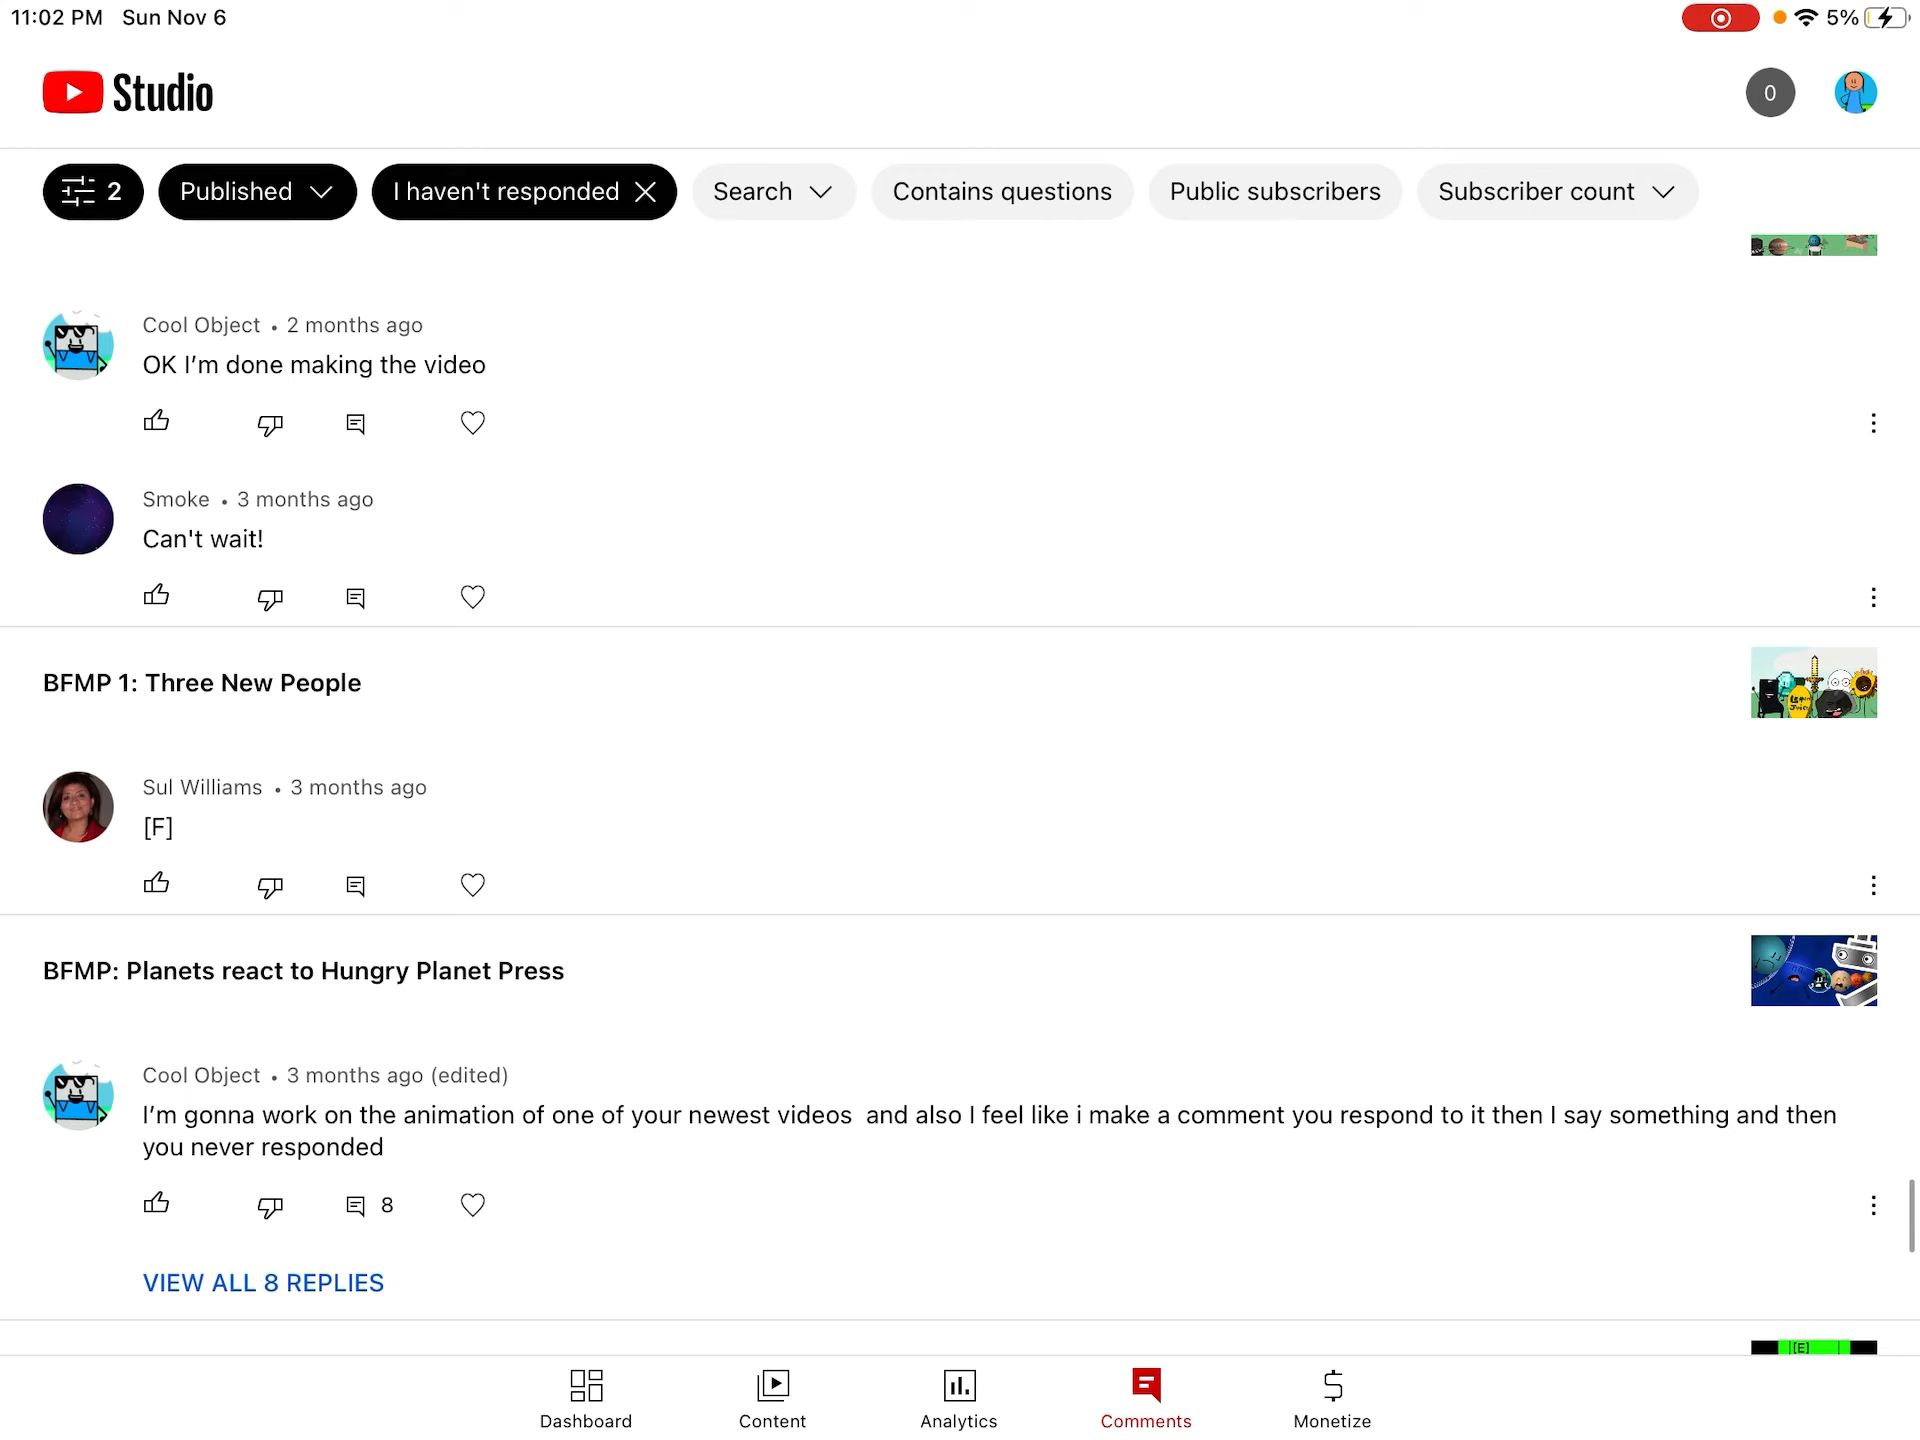 11:02 PM Sun Nov 6
5%
Studio
0
2
Published
I haven't responded
Search
Contains questions
Public subscribers
Subscriber count
Cool Object • 2 months ago
OK I’m done making the video
Smoke • 3 months ago
Can't wait!
BFMP 1: Three New People
Sul Williams • 3 months ago
[F]
BFMP: Planets react to Hungry Planet Press
Cool Object • 3 months ago (edited)
I’m gonna work on the animation of one of your newest videos  and also I feel like i make a comment you respond to it then I say something and then
you never responded
8
VIEW ALL 8 REPLIES
[E]
Dashboard
Content
Analytics
Comments
Monetize